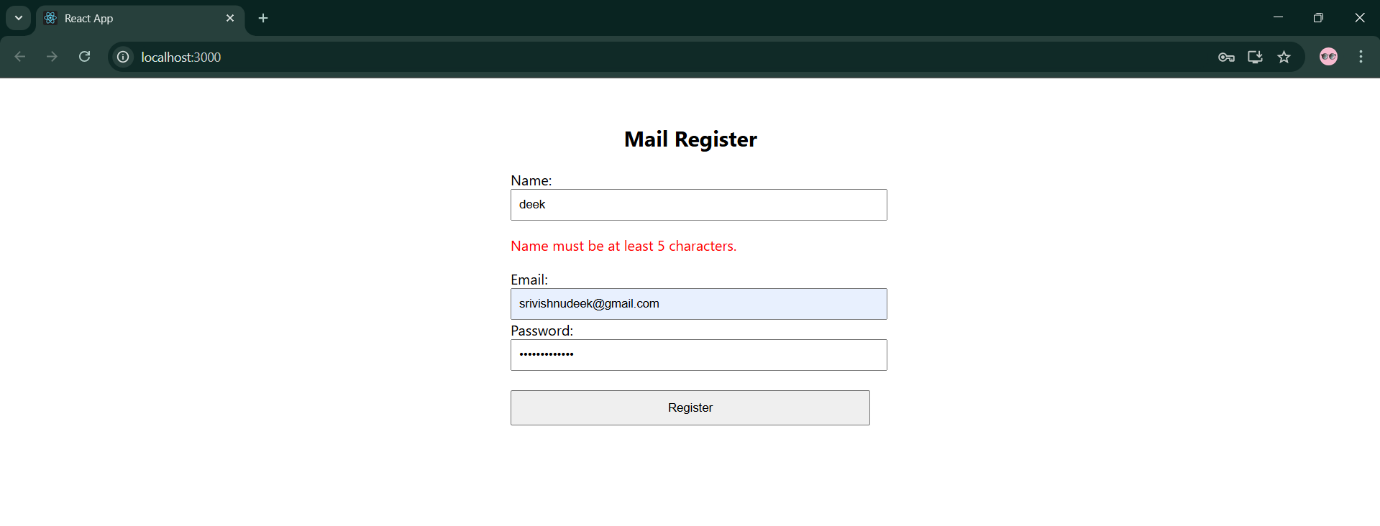 React App
localhost:3000
Mail Register
Name:
deek
Name must be at least 5 characters.
Email:
srivishnudeek@gmail.com
Password:
•••••••••••••
Register